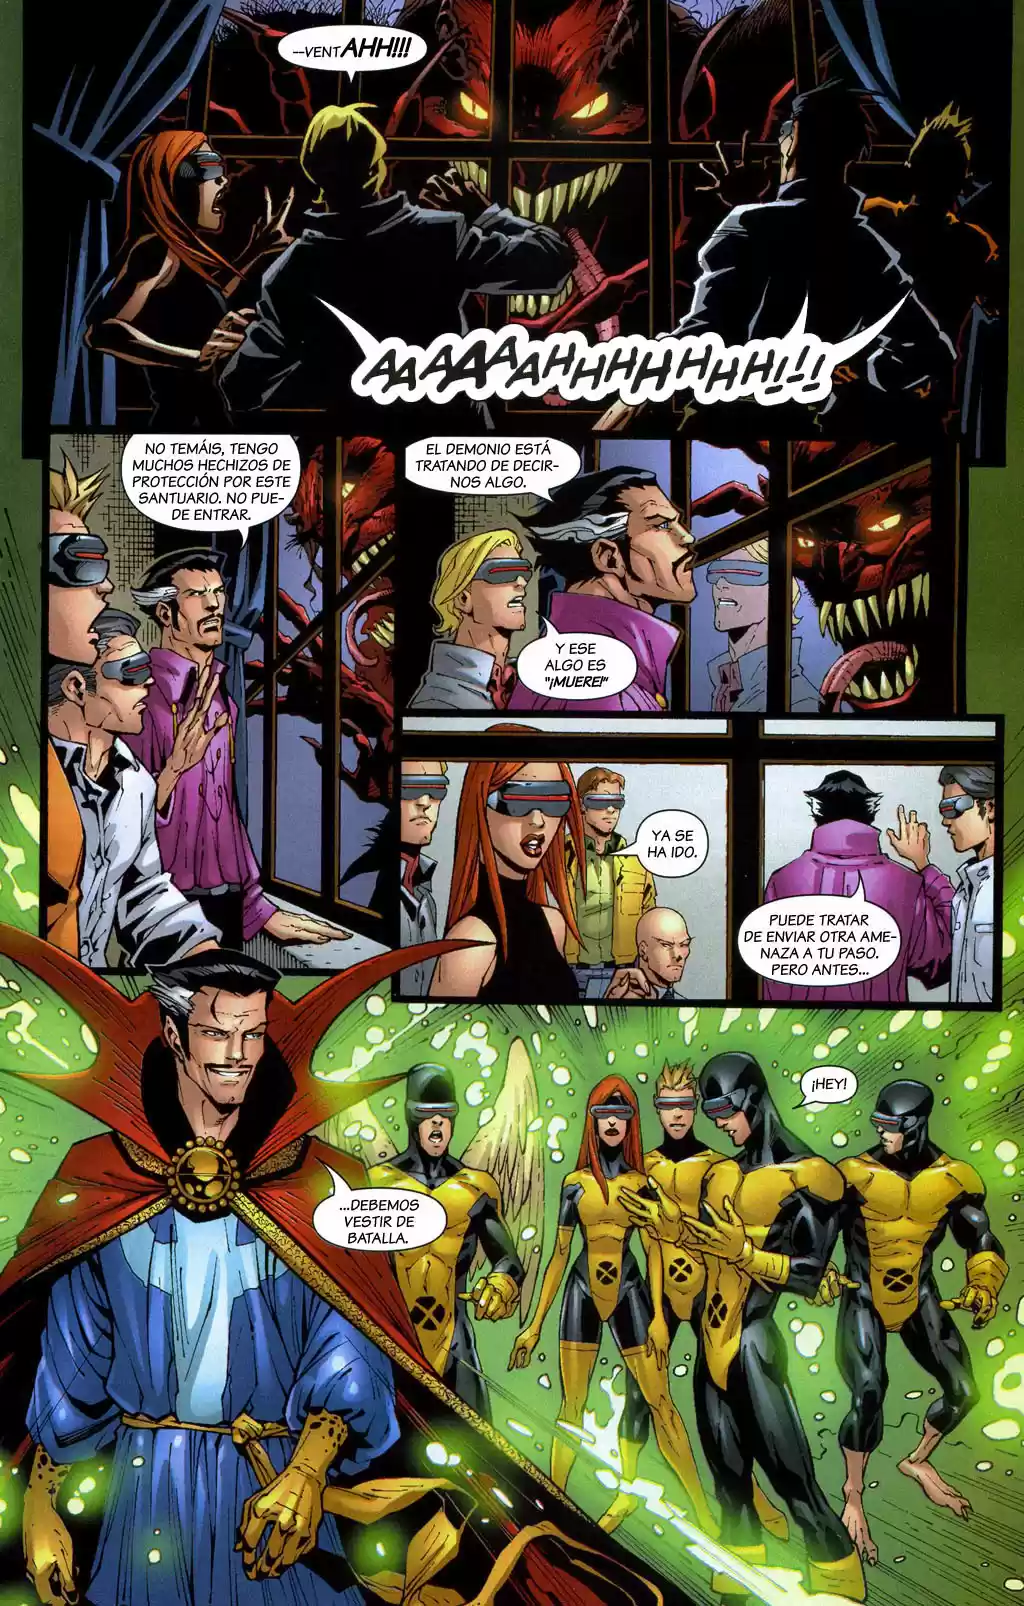 --VENTAHH!!!
AAAAAAHHHHHHHH!!!
NO TEMÁIS, TENGO
MUCHOS HECHIZOS DE
PROTECCIÓN POR ESTE
SANTUARIO. NO PUE-
DE ENTRAR.
EL DEMONIO ESTÁ
TRATANDO DE DECIR-
NOS ALGO.
Y ESE
ALGO ES
"¡MUERE!"
YA SE
HA IDO.
PUEDE TRATAR
DE ENVIAR OTRA AME-
NAZA A TU PASO.
PERO ANTES...
...DEBEMOS
VESTIR DE
BATALLA.
¡HEY!